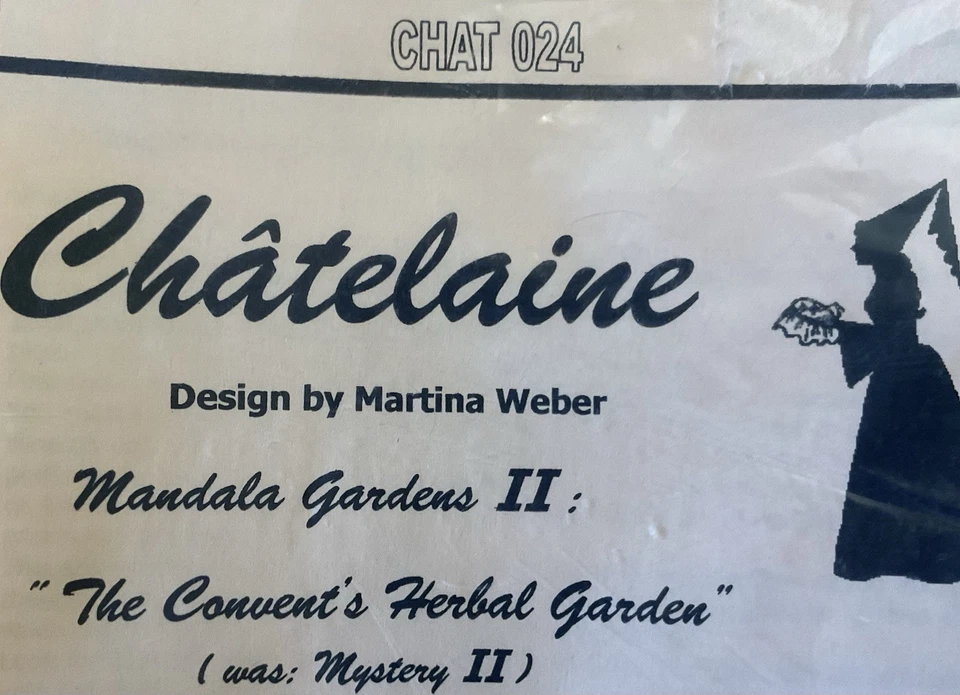 CHAT 024
Châtelaine
Design by Martina Weber
Mandala Gardens II :
" The Convent's Herbal Garden"
( was: Mystery II )